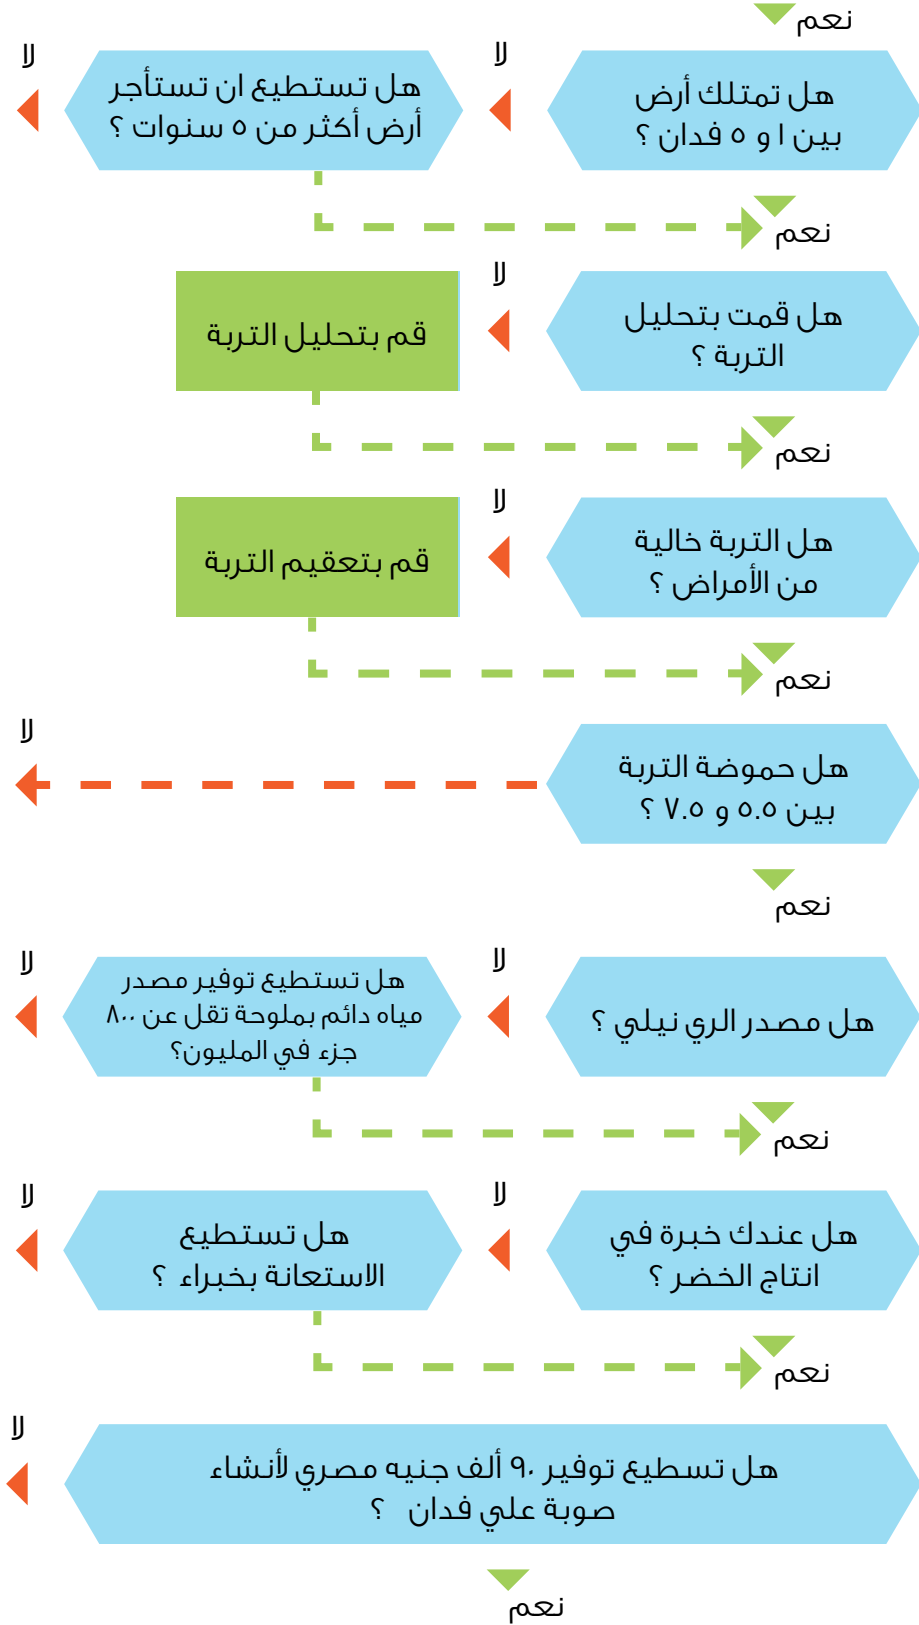 نعم
هل تمتلك أرض
بين ١ و ٥ فدان ؟
لا
هل تستطيع ان تستأجر
أرض أكثر من ٥ سنوات ؟
لا
نعم
هل قمت بتحليل
التربة ؟
لا
قم بتحليل التربة
نعم
هل التربة خالية
من الأمراض ؟
لا
قم بتعقيم التربة
نعم
هل حموضة التربة
بين ٥.٥ و ٧.٥ ؟
لا
نعم
هل مصدر الري نيلي ؟
لا
هل تستطيع توفير مصدر
مياه دائم بملوحة تقل عن ٨٠٠
جزء في المليون؟
لا
نعم
هل عندك خبرة في
انتاج الخضر ؟
لا
هل تستطيع
الاستعانة بخبراء ؟
لا
نعم
هل تسطيع توفير ٩٠ ألف جنيه مصري لأنشاء
صوبة علي فدان ؟
لا
نعم